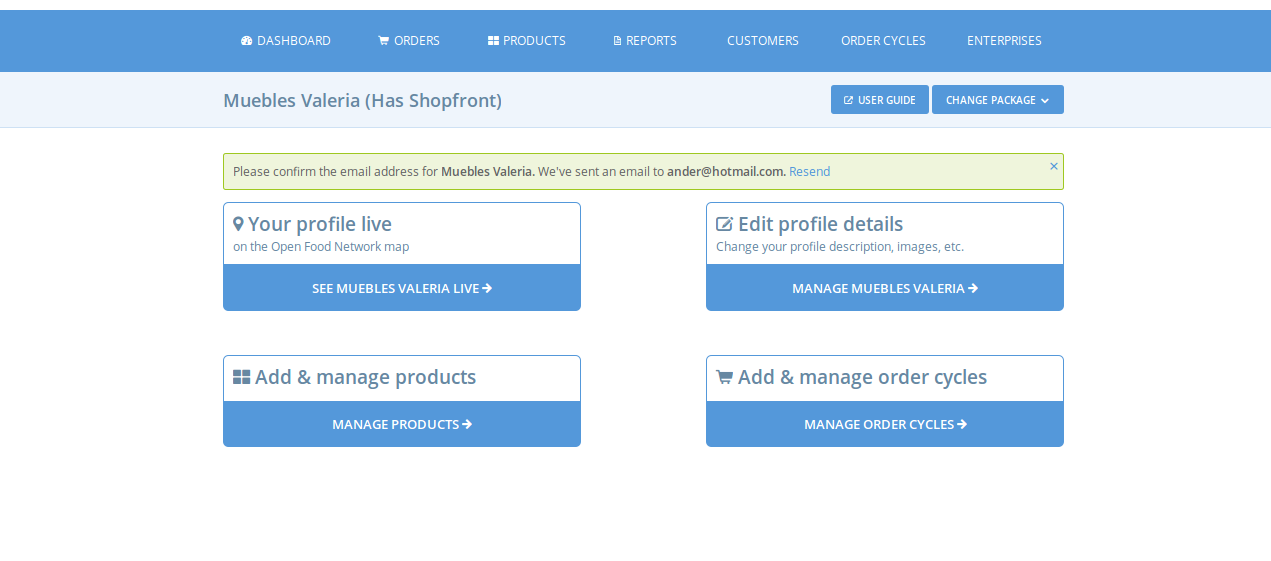 DASHBOARD ORDERS PRODUCTS REPORTS CUSTOMERS ORDER CYCLES ENTERPRISES
Muebles Valeria (Has Shopfront) USER GUIDE CHANGE PACKAGE
Please confirm the email address for Muebles Valeria. We've sent an email to ander@hotmail.com. Resend
Your profile live
on the Open Food Network map
SEE MUEBLES VALERIA LIVE
Edit profile details
Change your profile description, images, etc.
MANAGE MUEBLES VALERIA
Add & manage products
MANAGE PRODUCTS
Add & manage order cycles
MANAGE ORDER CYCLES